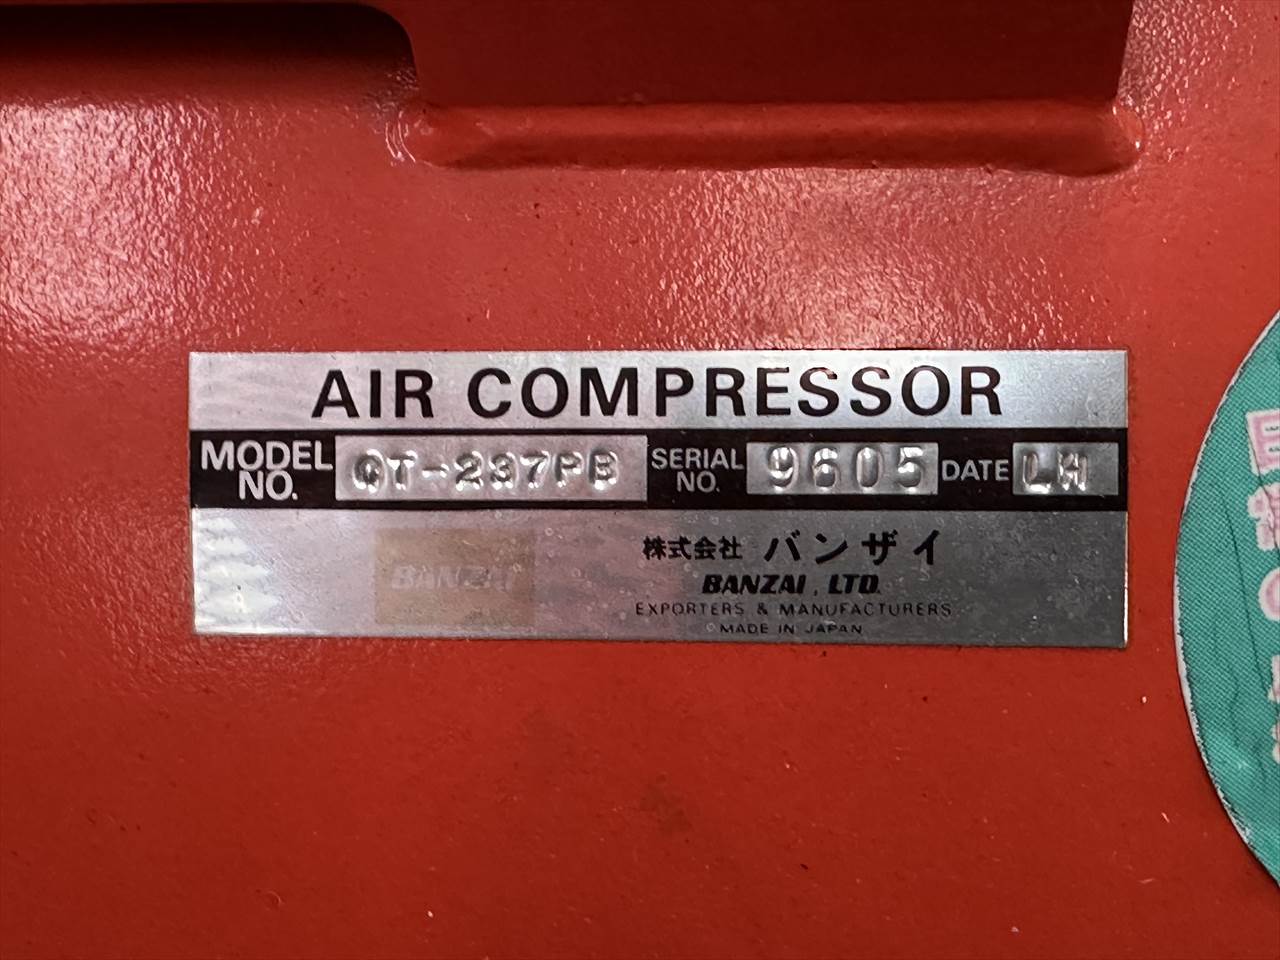 AIR COMPRESSOR
MODEL NO. GT-237PB SERIAL NO. 9605 DATE LH
BANZAI
株式会社 バンザイ
BANZAI, LTD.
EXPORTERS & MANUFACTURERS
MADE IN JAPAN